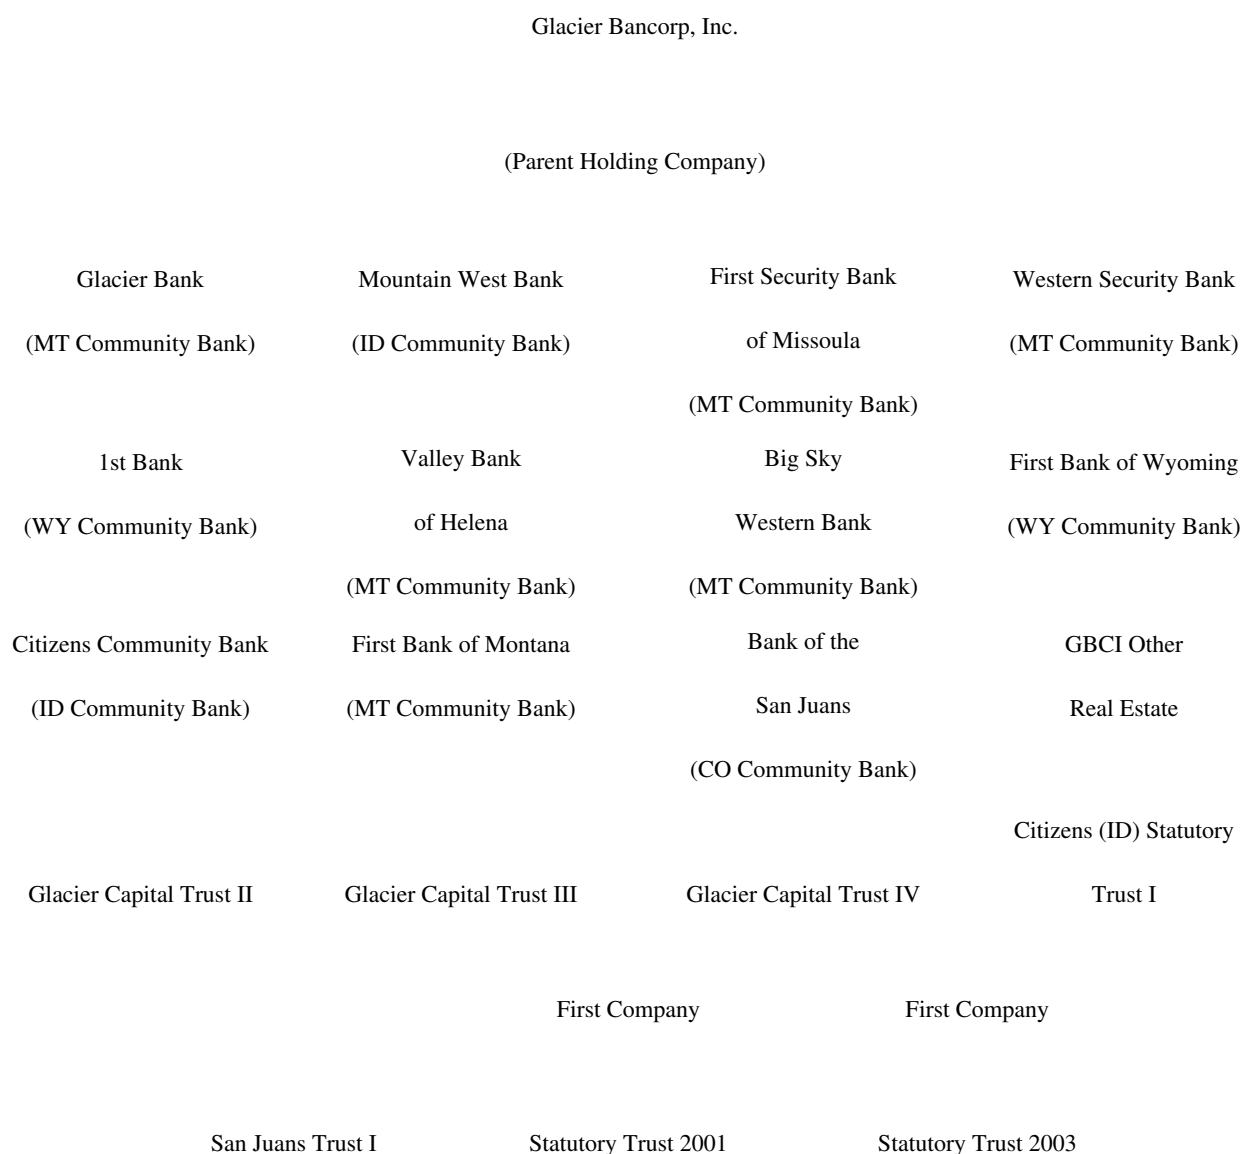 Glacier Bancorp, Inc.
(Parent Holding Company)
Glacier Bank
(MT Community Bank)
Mountain West Bank
(ID Community Bank)
First Security Bank
of Missoula
(MT Community Bank)
Western Security Bank
(MT Community Bank)
1st Bank
(WY Community Bank)
Valley Bank
of Helena
(MT Community Bank)
Big Sky
Western Bank
(MT Community Bank)
First Bank of Wyoming
(WY Community Bank)
Citizens Community Bank
(ID Community Bank)
First Bank of Montana
(MT Community Bank)
Bank of the
San Juans
(CO Community Bank)
GBCI Other
Real Estate
Glacier Capital Trust II
Glacier Capital Trust III
Glacier Capital Trust IV
Citizens (ID) Statutory
Trust I
San Juans Trust I
First Company
Statutory Trust 2001
First Company
Statutory Trust 2003